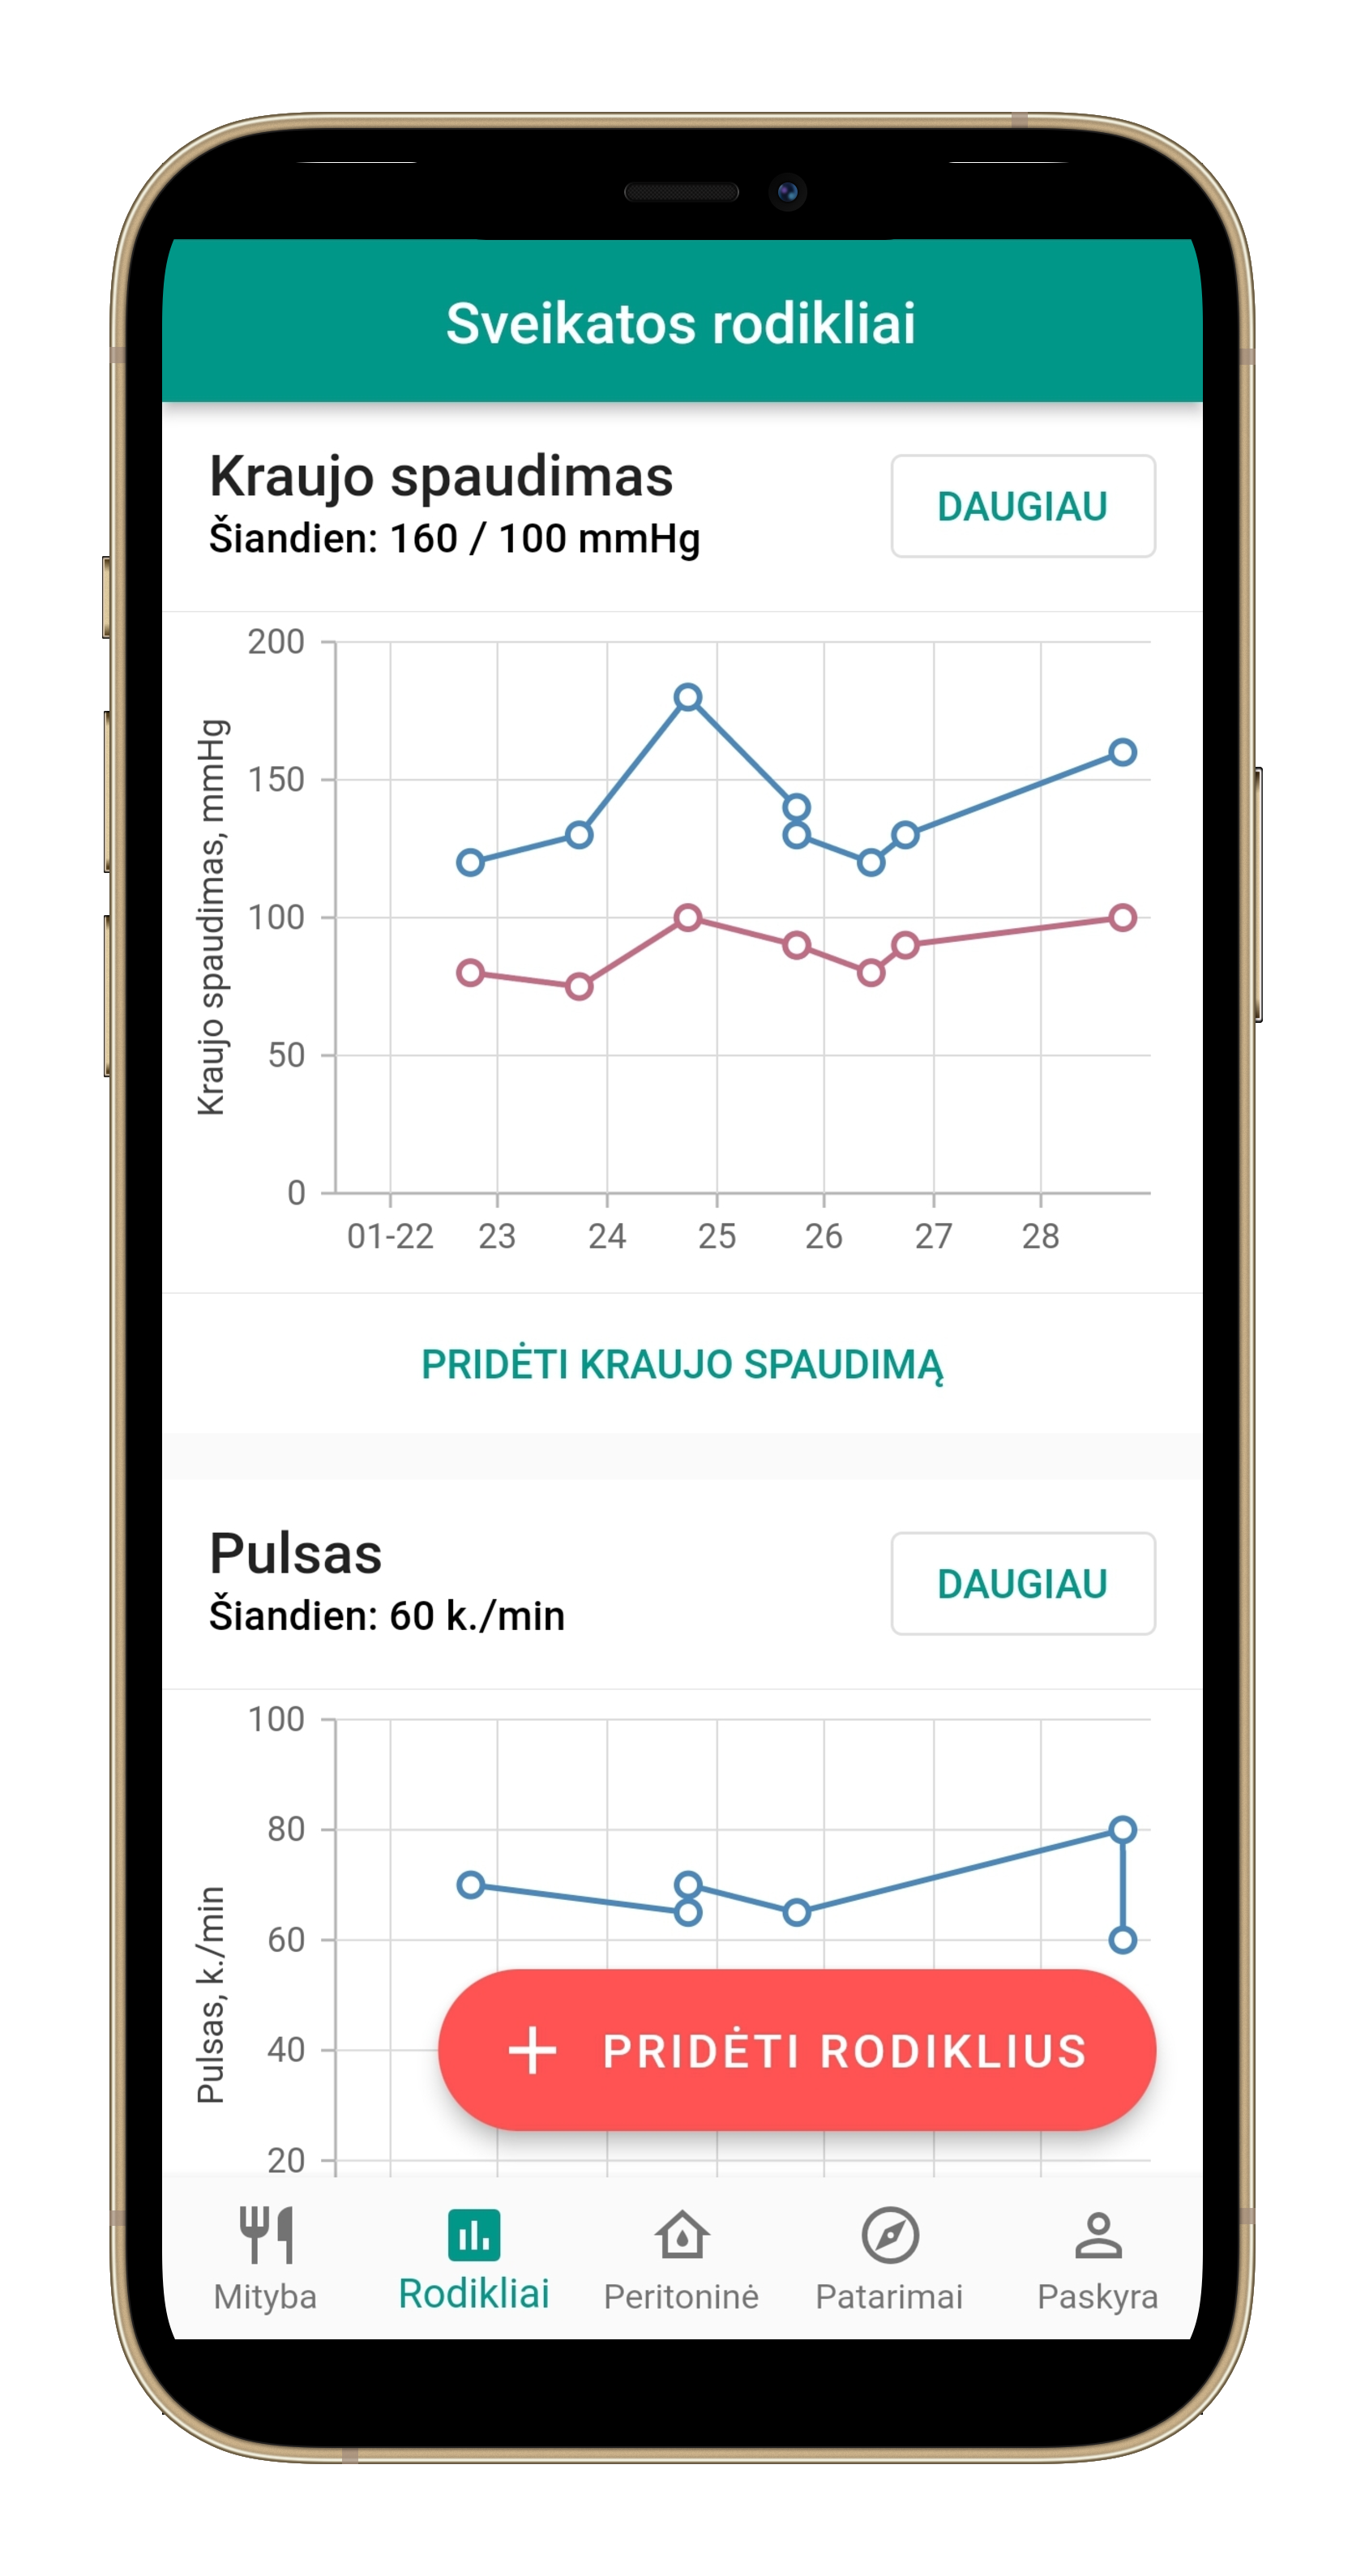 Sveikatos rodikliai
Kraujo spaudimas
Šiandien: 160 / 100 mmHg
DAUGIAU
Kraujo spaudimas, mmHg
200
150
100
50
0
01-22 23 24 25 26 27 28
PRIDĖTI KRAUJO SPAUDIMĄ
Pulsas
Šiandien: 60 k./min
DAUGIAU
Pulsas, k./min
100
80
60
40
20
+ PRIDĖTI RODIKLIUS
Mityba Rodikliai Peritoninė Patarimai Paskyra